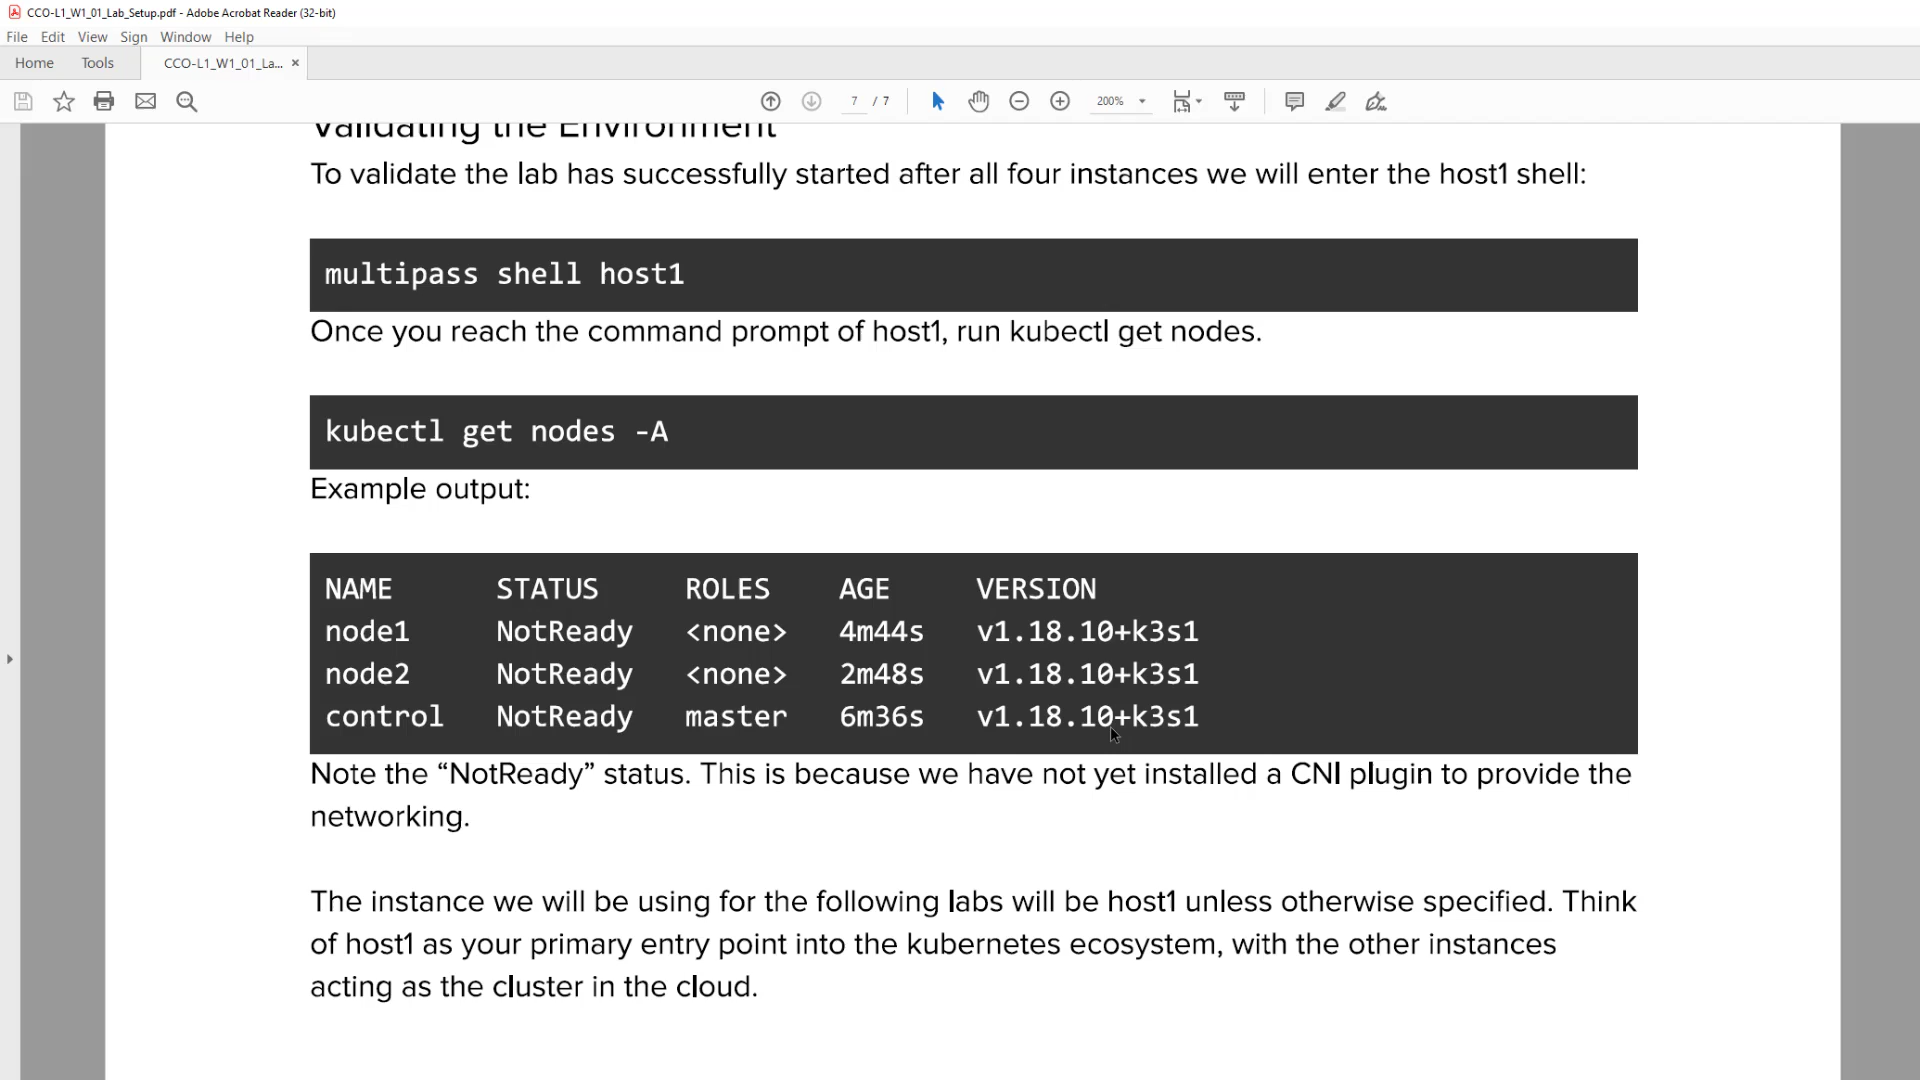 CCO-L1_W1_01_Lab_Setup.pdf - Adobe Acrobat Reader (32-bit)
File Edit View Sign Window Help
Home Tools CCO-L1_W1_01_La... ×
7 / 7 200%
Validating the Environment
To validate the lab has successfully started after all four instances we will enter the host1 shell:
multipass shell host1
Once you reach the command prompt of host1, run kubectl get nodes.
kubectl get nodes -A
Example output:
NAME STATUS ROLES AGE VERSION
node1 NotReady <none> 4m44s v1.18.10+k3s1
node2 NotReady <none> 2m48s v1.18.10+k3s1
control NotReady master 6m36s v1.18.10+k3s1
Note the “NotReady” status. This is because we have not yet installed a CNI plugin to provide the
networking.
The instance we will be using for the following labs will be host1 unless otherwise specified. Think
of host1 as your primary entry point into the kubernetes ecosystem, with the other instances
acting as the cluster in the cloud.